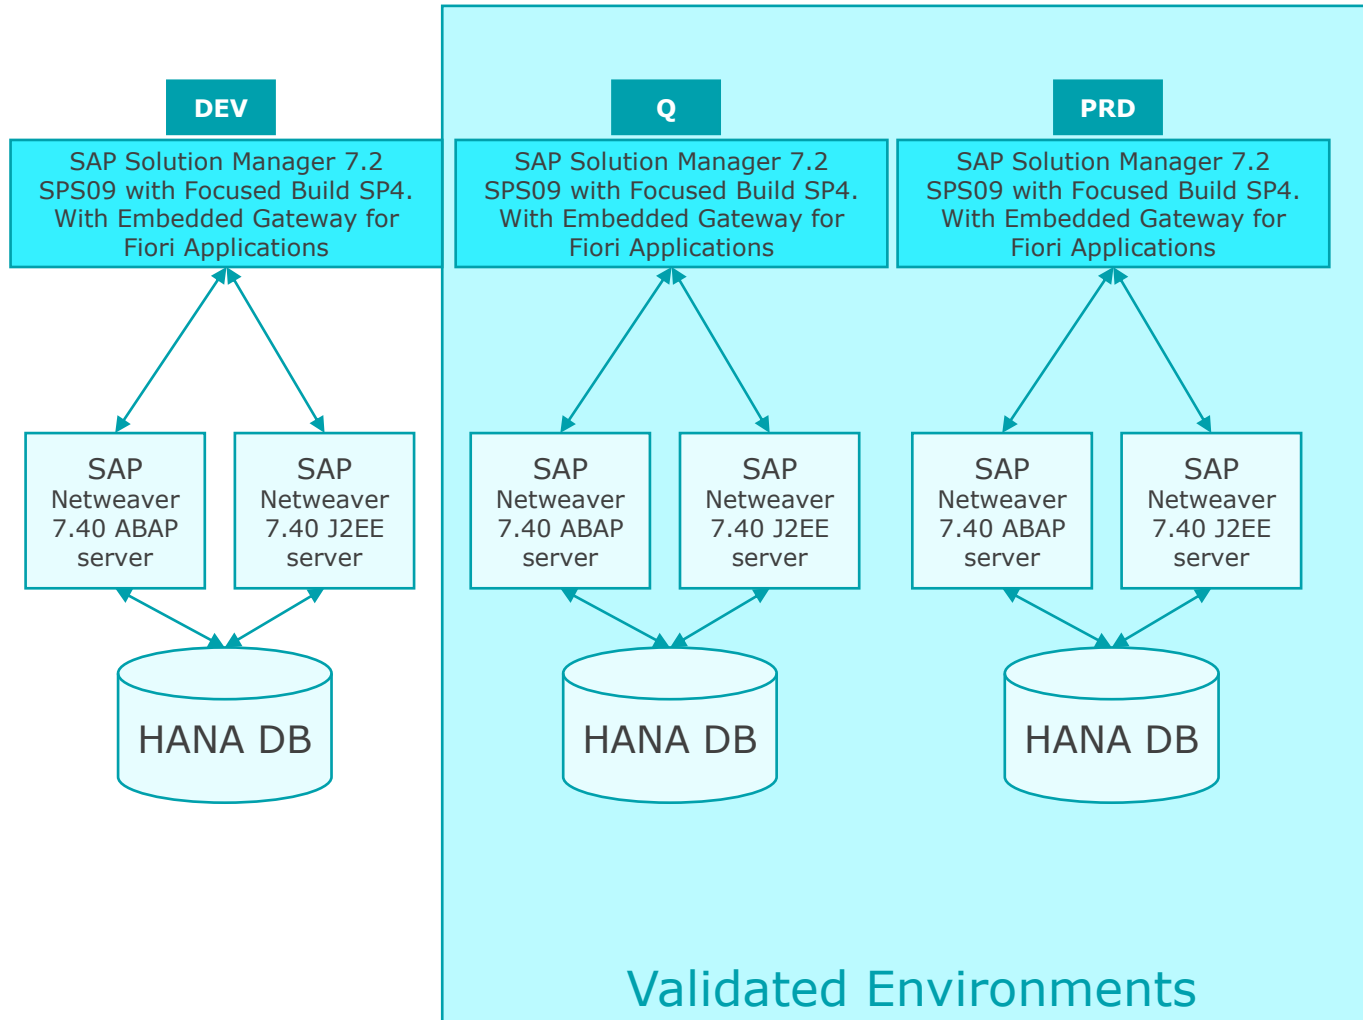 DEV
SAP Solution Manager 7.2
SPS09 with Focused Build SP4.
With Embedded Gateway for
Fiori Applications
SAP
Netweaver
7.40 ABAP
server
SAP
Netweaver
7.40 J2EE
server
HANA DB
Q
SAP Solution Manager 7.2
SPS09 with Focused Build SP4.
With Embedded Gateway for
Fiori Applications
SAP
Netweaver
7.40 ABAP
server
SAP
Netweaver
7.40 J2EE
server
HANA DB
PRD
SAP Solution Manager 7.2
SPS09 with Focused Build SP4.
With Embedded Gateway for
Fiori Applications
SAP
Netweaver
7.40 ABAP
server
SAP
Netweaver
7.40 J2EE
server
HANA DB
Validated Environments